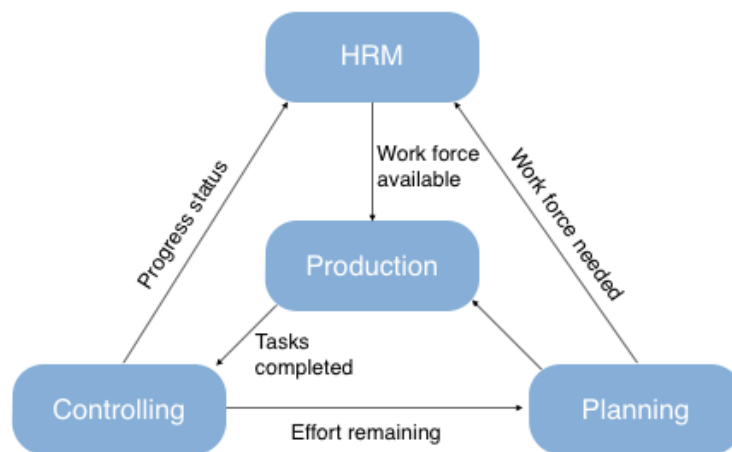 HRM
Progress status
Work force
available
Work force needed
Production
Tasks
completed
Controlling
Effort remaining
Planning